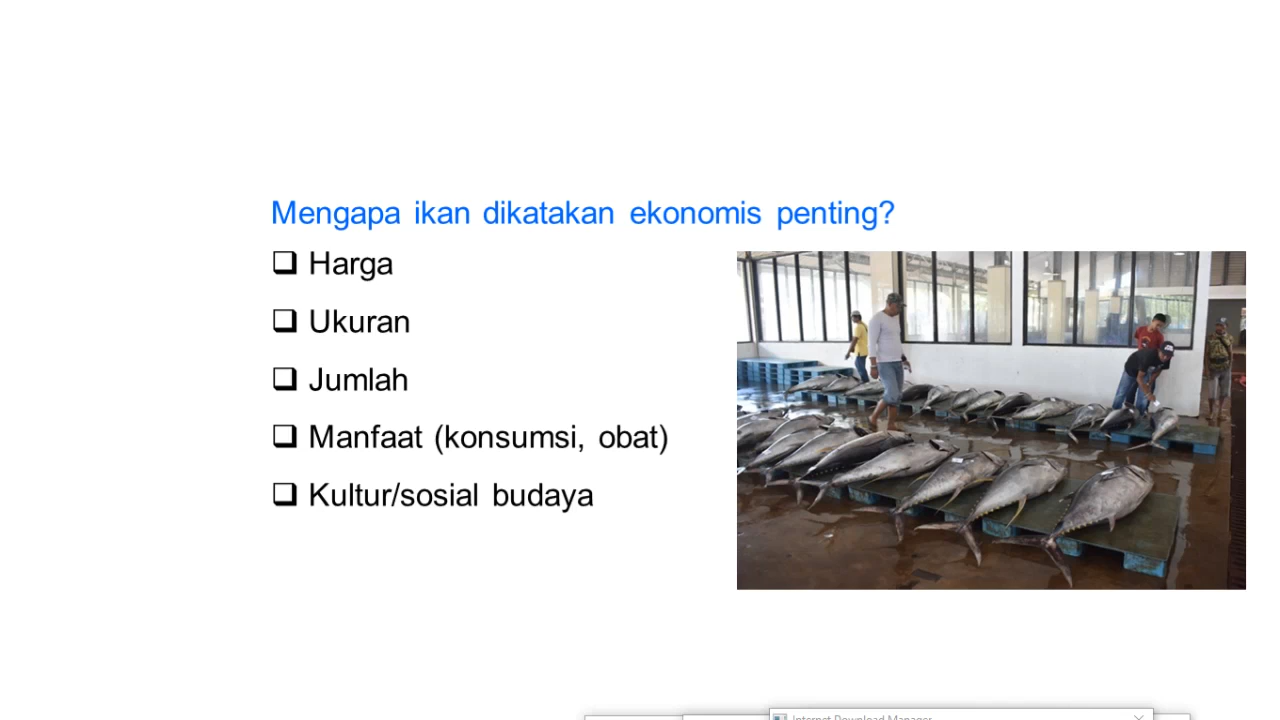 Mengapa ikan dikatakan ekonomis penting?
Harga
Ukuran
Jumlah
Manfaat (konsumsi, obat)
Kultur/sosial budaya
Internet Download Manager